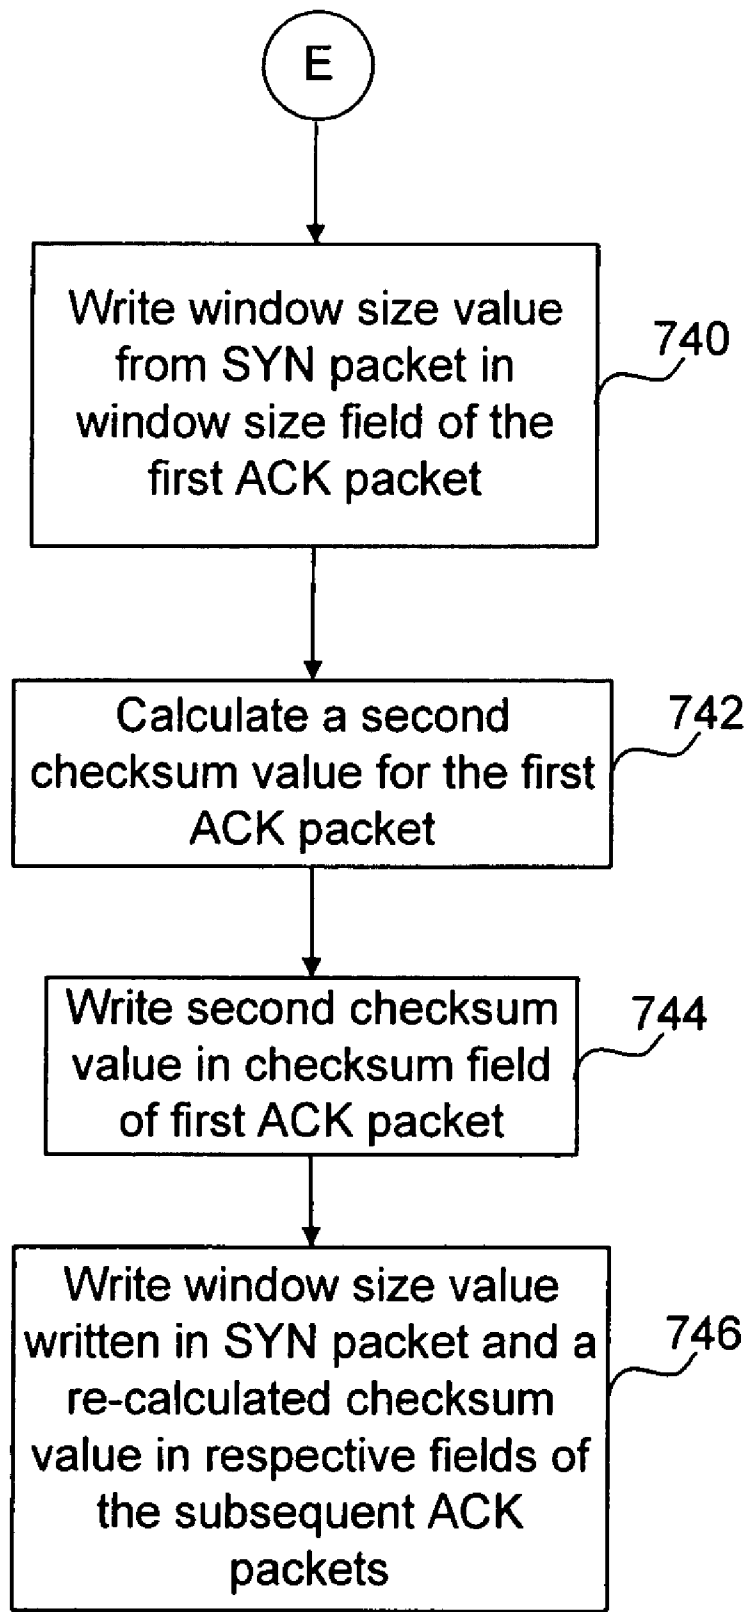 E
Write window size value
from SYN packet in
window size field of the
first ACK packet
740
Calculate a second
checksum value for the first
ACK packet
742
Write second checksum
value in checksum field
of first ACK packet
744
Write window size value
written in SYN packet and a
re-calculated checksum
value in respective fields of
the subsequent ACK
packets
746